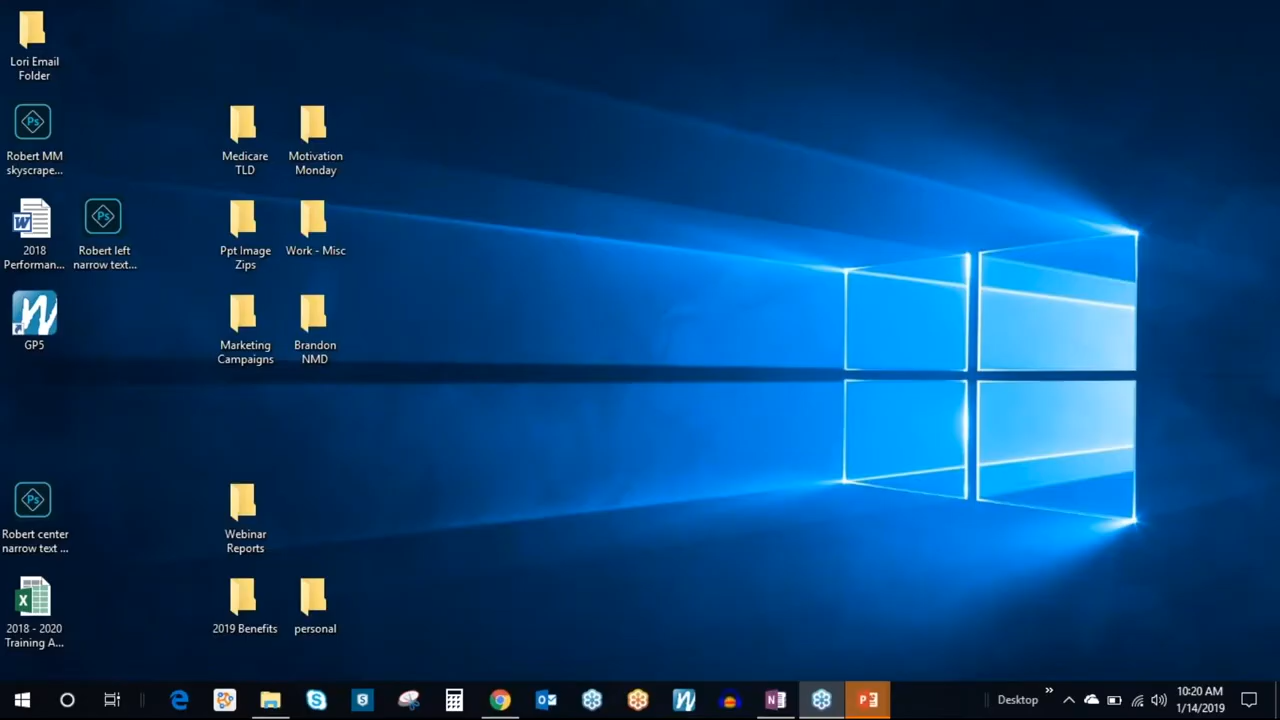 Lori Email
Folder
Robert MM
skyscrape...
Medicare
TLD
Motivation
Monday
2018
Performan...
Robert left
narrow text...
Ppt Image
Zips
Work - Misc
GP5
Marketing
Campaigns
Brandon
NMD
Robert center
narrow text ...
Webinar
Reports
2018 - 2020
Training A...
2019 Benefits
personal
Desktop
10:20 AM
1/14/2019